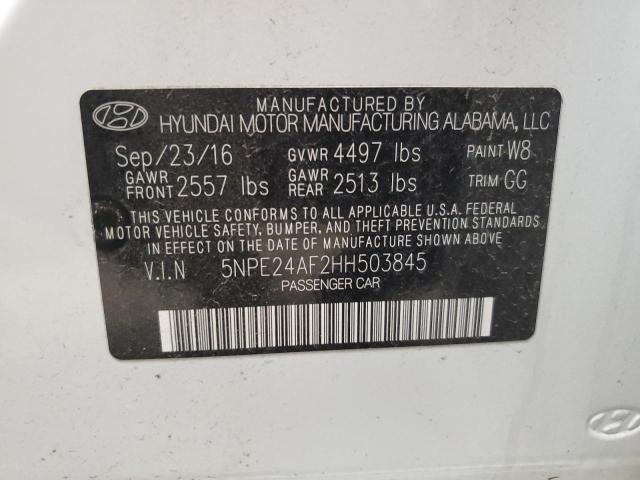 MANUFACTURED BY
HYUNDAI MOTOR MANUFACTURING ALABAMA, LLC
Sep/23/16 GVWR 4497 lbs PAINT W8
GAWR FRONT 2557 lbs GAWR REAR 2513 lbs TRIM GG
THIS VEHICLE CONFORMS TO ALL APPLICABLE U.S.A. FEDERAL
MOTOR VEHICLE SAFETY, BUMPER, AND THEFT PREVENTION STANDARDS
IN EFFECT ON THE DATE OF MANUFACTURE SHOWN ABOVE.
V.I.N 5NPE24AF2HH503845
PASSENGER CAR